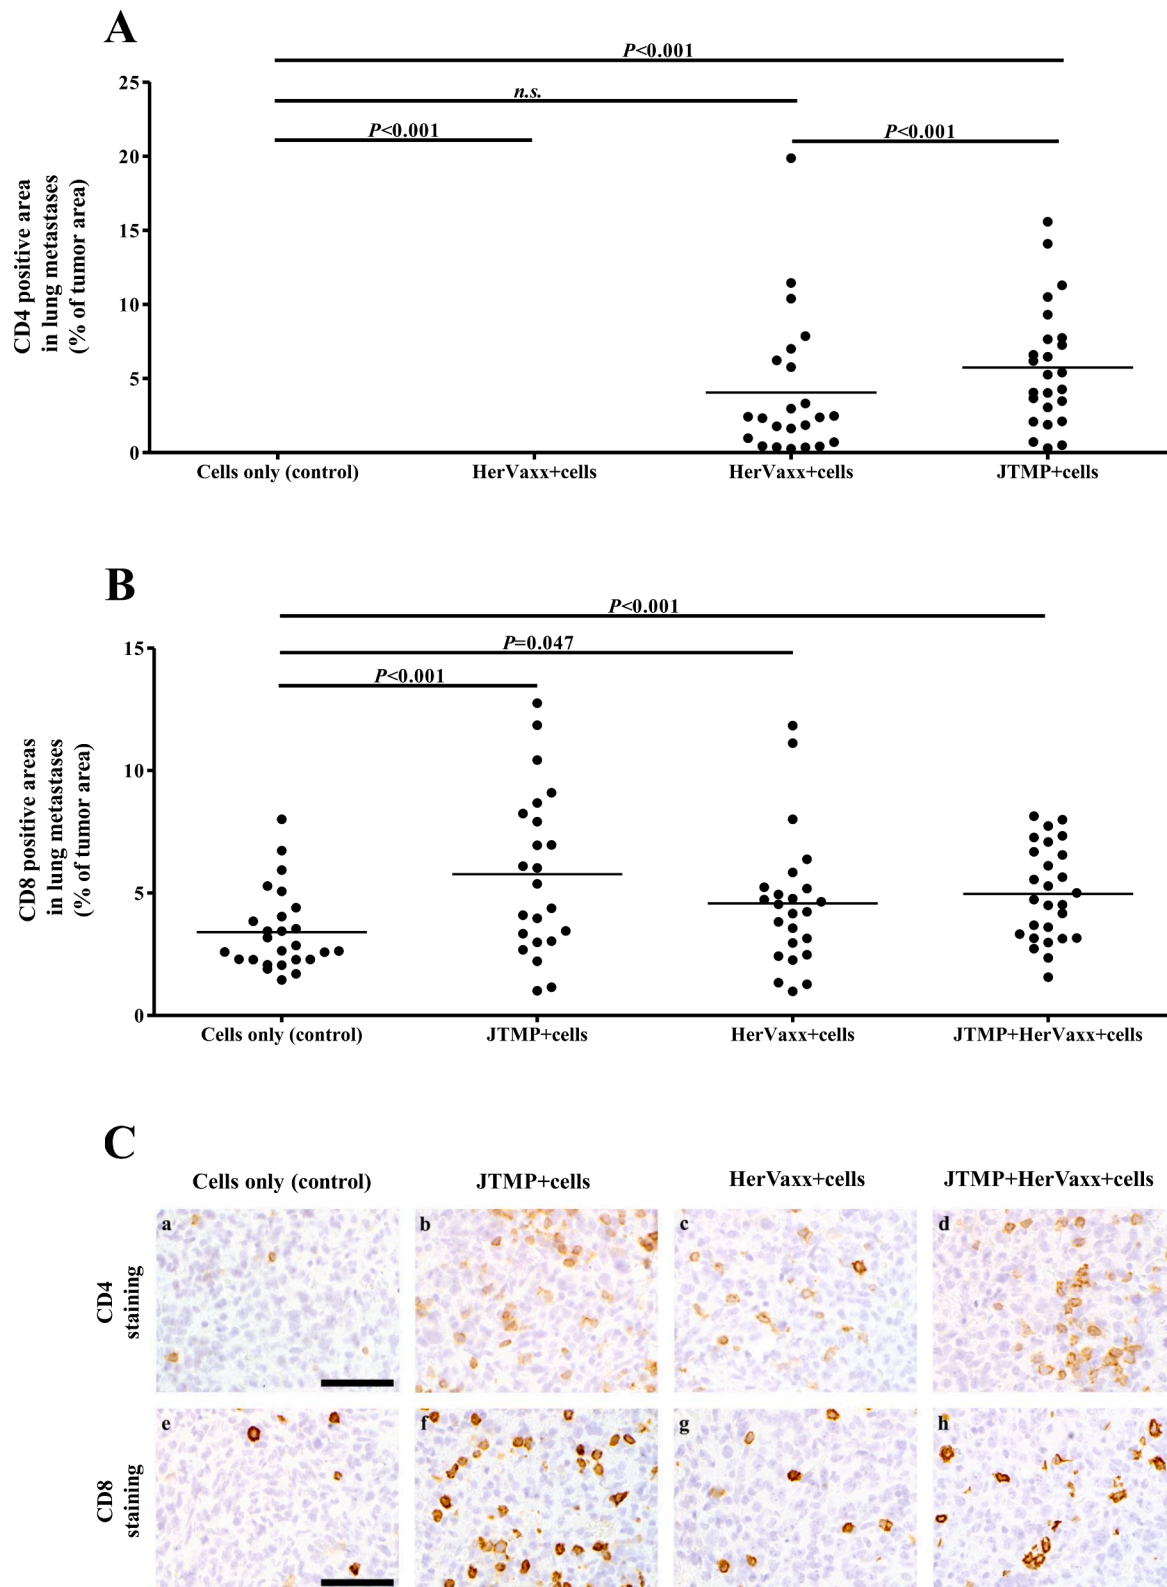 A
P<0.001
n.s.
P<0.001
P<0.001
25
20
15
10
5
0
CD4 positive area
in lung metastases
(% of tumor area)
Cells only (control)
HerVaxx+cells
HerVaxx+cells
JTMP+cells
B
P<0.001
P=0.047
P<0.001
15
10
5
0
CD8 positive areas
in lung metastases
(% of tumor area)
Cells only (control)
JTMP+cells
HerVaxx+cells
JTMP+HerVaxx+cells
C
Cells only (control)
JTMP+cells
HerVaxx+cells
JTMP+HerVaxx+cells
CD4
staining
a
b
c
d
CD8
staining
e
f
g
h